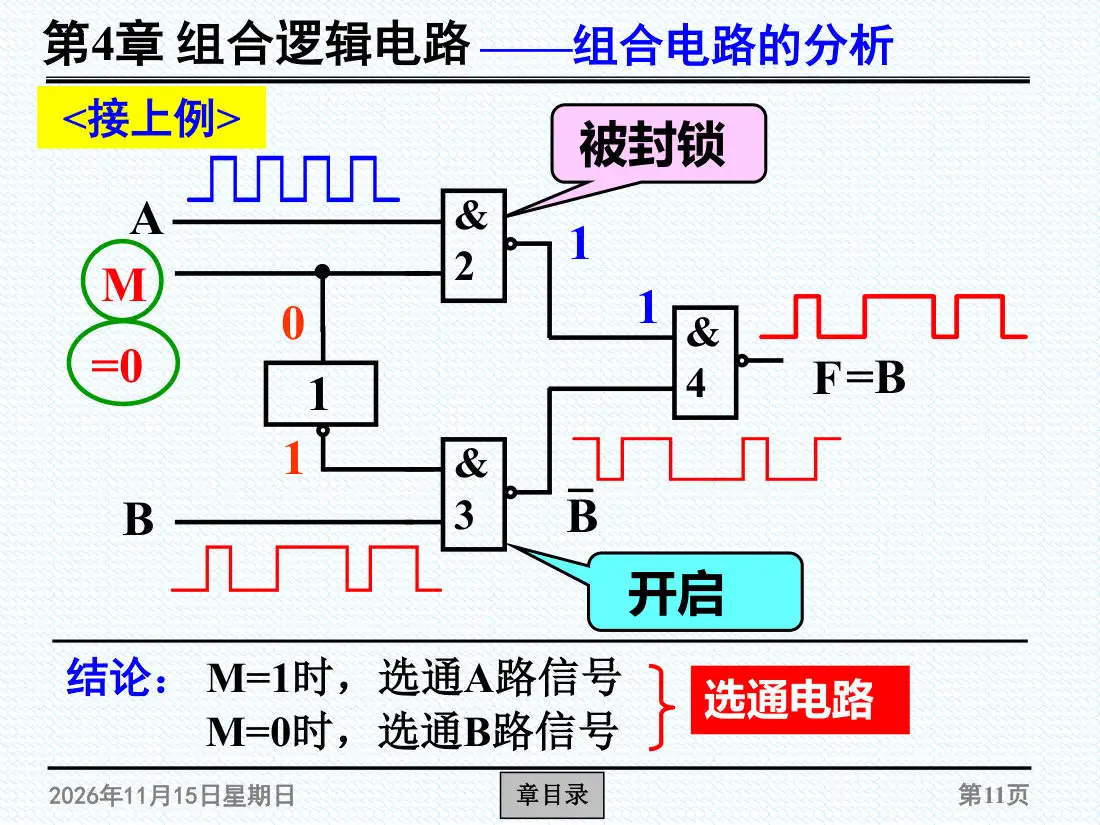 第4章 组合逻辑电路 ——组合电路的分析
<接上例>
被封锁
A
&
2
1
M
=0
0
1
1
&
4
F=B
1
&
3
B
B̅
开启
结论： M=1时，选通A路信号
M=0时，选通B路信号
选通电路
2026年11月15日星期日
章目录
第11页